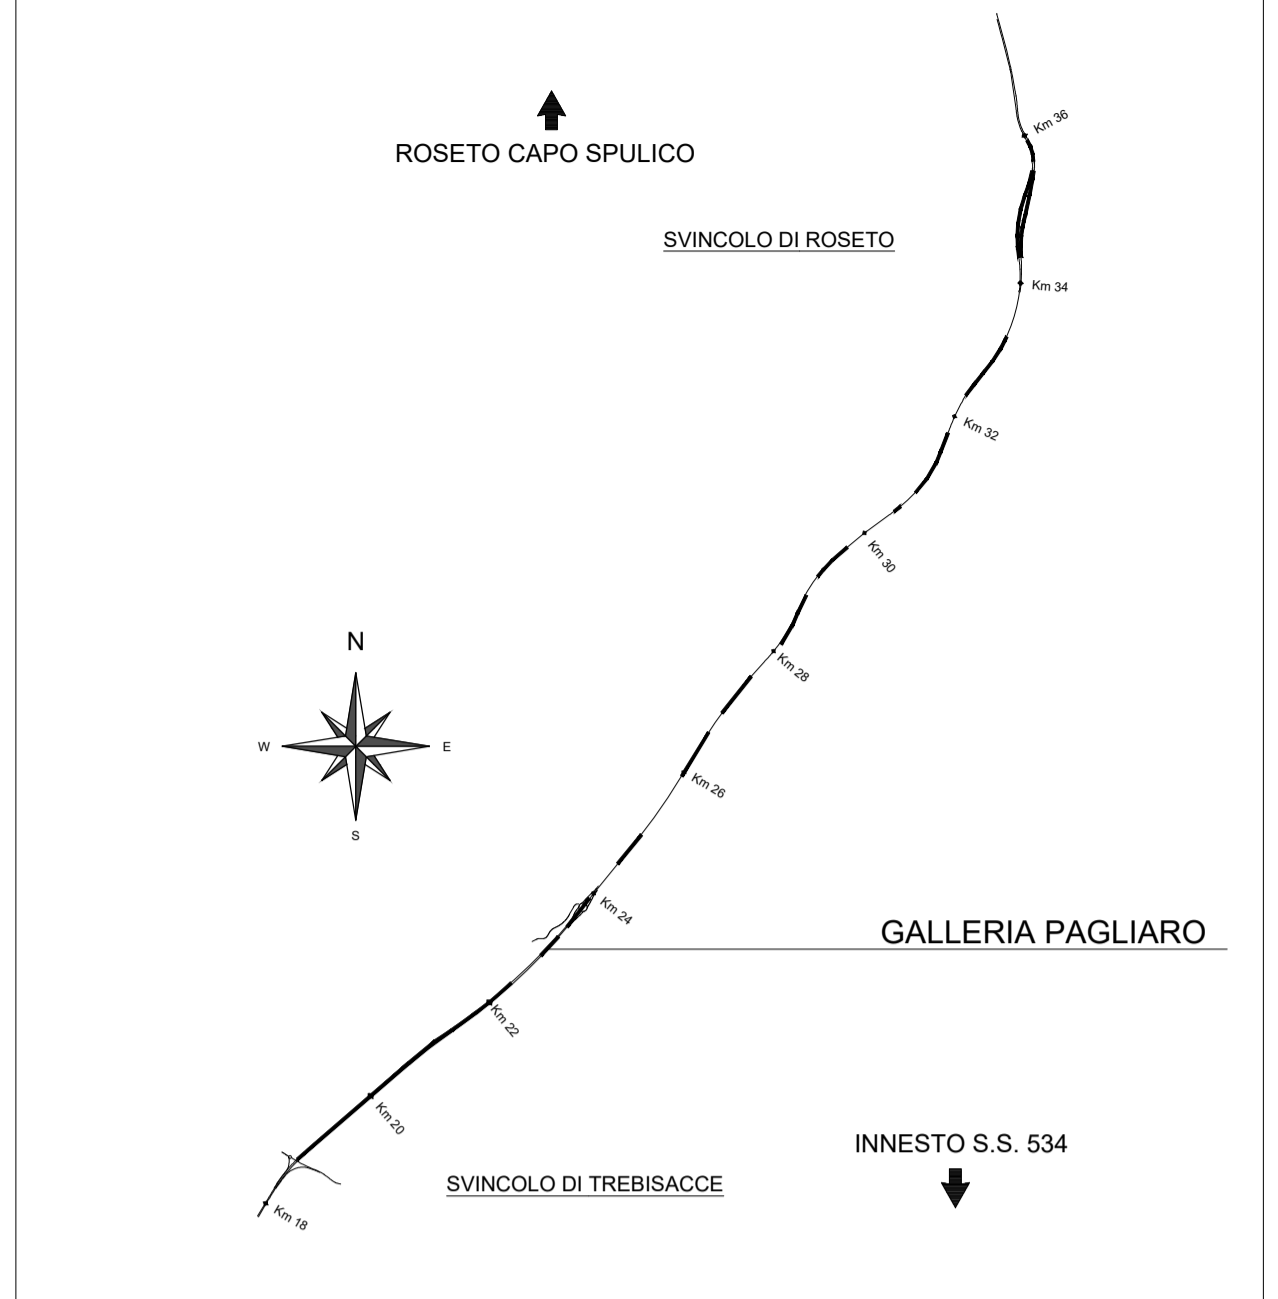 Km 36
ROSETO CAPO SPULICO
SVINCOLO DI ROSETO
Km 34
Km 32
Km 30
N
Km 28
W
E
Km 26
S
Km 24
GALLERIA PAGLIARO
Km 22
Km 20
INNESTO S.S. 534
SVINCOLO DI TREBISACCE
Km 18